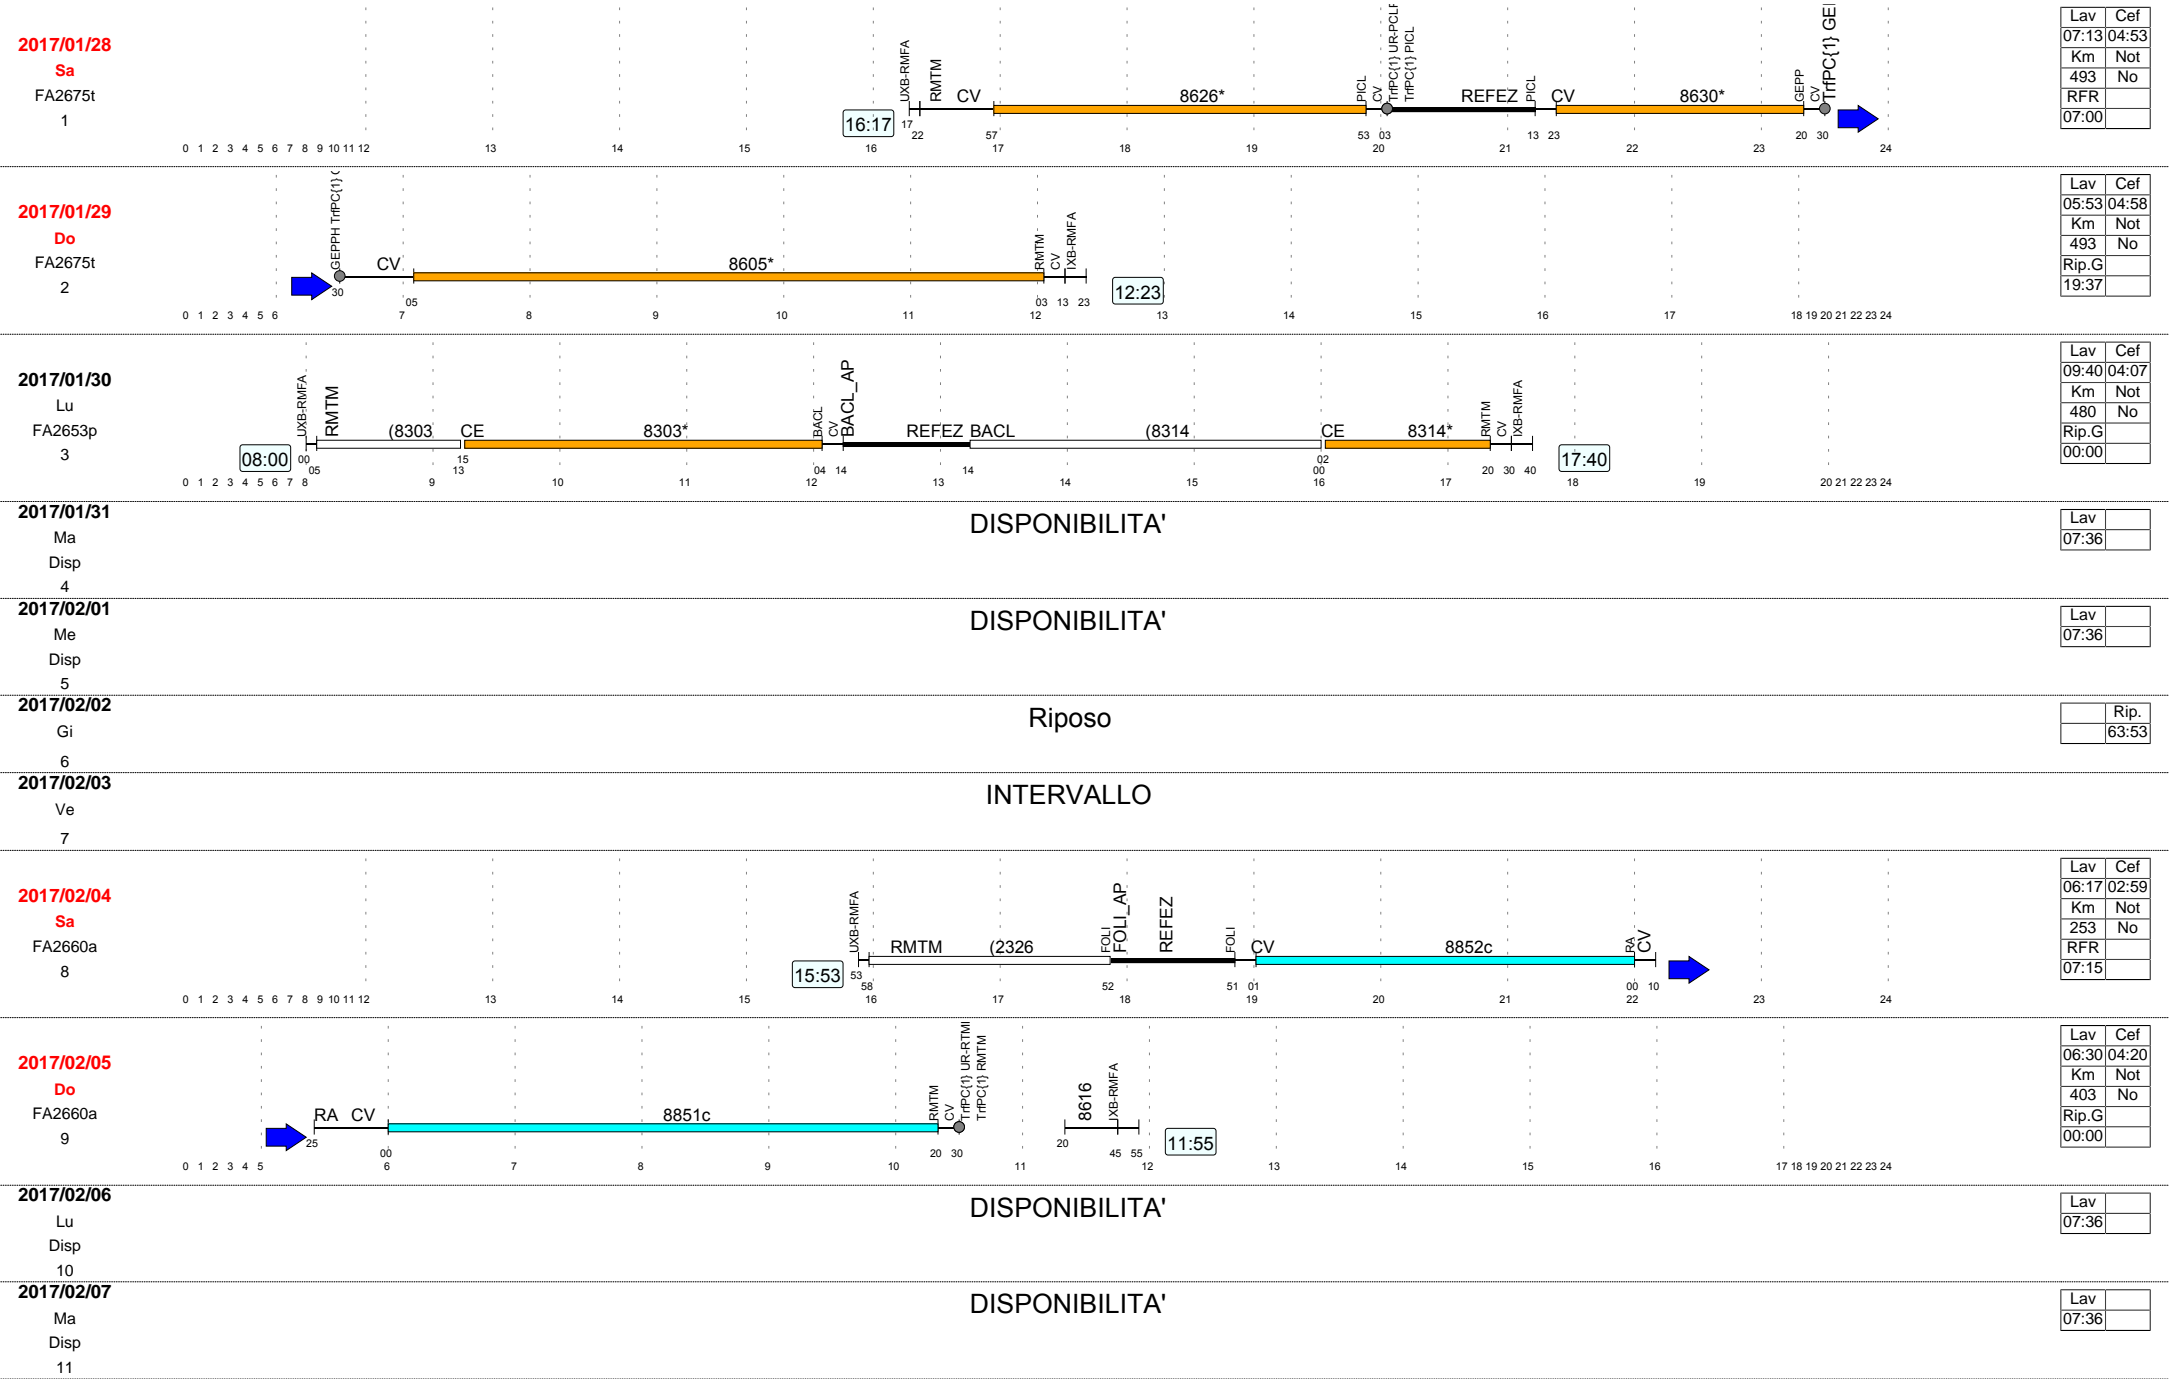 2017/01/28
Sa
FA2675t
1
16:17
UXB-RMFA
RMTM
CV
8626*
PICL
CV
TrfPC{1} PICL
REFEZ
PICL
CV
8630*
GEPP
CV
17 22 57 53 03 13 23 20 30
0 1 2 3 4 5 6 7 8 9 10 11 12 13 14 15 16 17 18 19 20 21 22 23 24
Lav Cef
07:13 04:53
Km Not
493 No
RFR
07:00
2017/01/29
Do
FA2675t
2
GEPPH
CV
8605*
RMTM
CV
IXB-RMFA
12:23
30 05 03 13 23
0 1 2 3 4 5 6 7 8 9 10 11 12 13 14 15 16 17 18 19 20 21 22 23 24
Lav Cef
05:53 04:58
Km Not
493 No
Rip.G
19:37
2017/01/30
Lu
FA2653p
3
08:00
UXB-RMFA
RMTM
(8303
CE
8303*
BACL
CV
BACL_AP
REFEZ
BACL
(8314
CE
8314*
RMTM
CV
IXB-RMFA
17:40
00 05 15 13 04 14 14 02 00 20 30 40
0 1 2 3 4 5 6 7 8 9 10 11 12 13 14 15 16 17 18 19 20 21 22 23 24
Lav Cef
09:40 04:07
Km Not
480 No
Rip.G
00:00
2017/01/31
Ma
Disp
4
DISPONIBILITA'
Lav
07:36
2017/02/01
Me
Disp
5
DISPONIBILITA'
Lav
07:36
2017/02/02
Gi
6
Riposo
Rip.
63:53
2017/02/03
Ve
7
INTERVALLO
2017/02/04
Sa
FA2660a
8
15:53
UXB-RMFA
RMTM
(2326
FOLI
FOLI_AP
REFEZ
FOLI
CV
8852c
RA
CV
53 58 52 51 01 00 10
0 1 2 3 4 5 6 7 8 9 10 11 12 13 14 15 16 17 18 19 20 21 22 23 24
Lav Cef
06:17 02:59
Km Not
253 No
RFR
07:15
2017/02/05
Do
FA2660a
9
RA
CV
8851c
RMTM
CV
TrfPC{1} RMTM
8616
IXB-RMFA
11:55
25 00 20 30 20 45 55
0 1 2 3 4 5 6 7 8 9 10 11 12 13 14 15 16 17 18 19 20 21 22 23 24
Lav Cef
06:30 04:20
Km Not
403 No
Rip.G
00:00
2017/02/06
Lu
Disp
10
DISPONIBILITA'
Lav
07:36
2017/02/07
Ma
Disp
11
DISPONIBILITA'
Lav
07:36